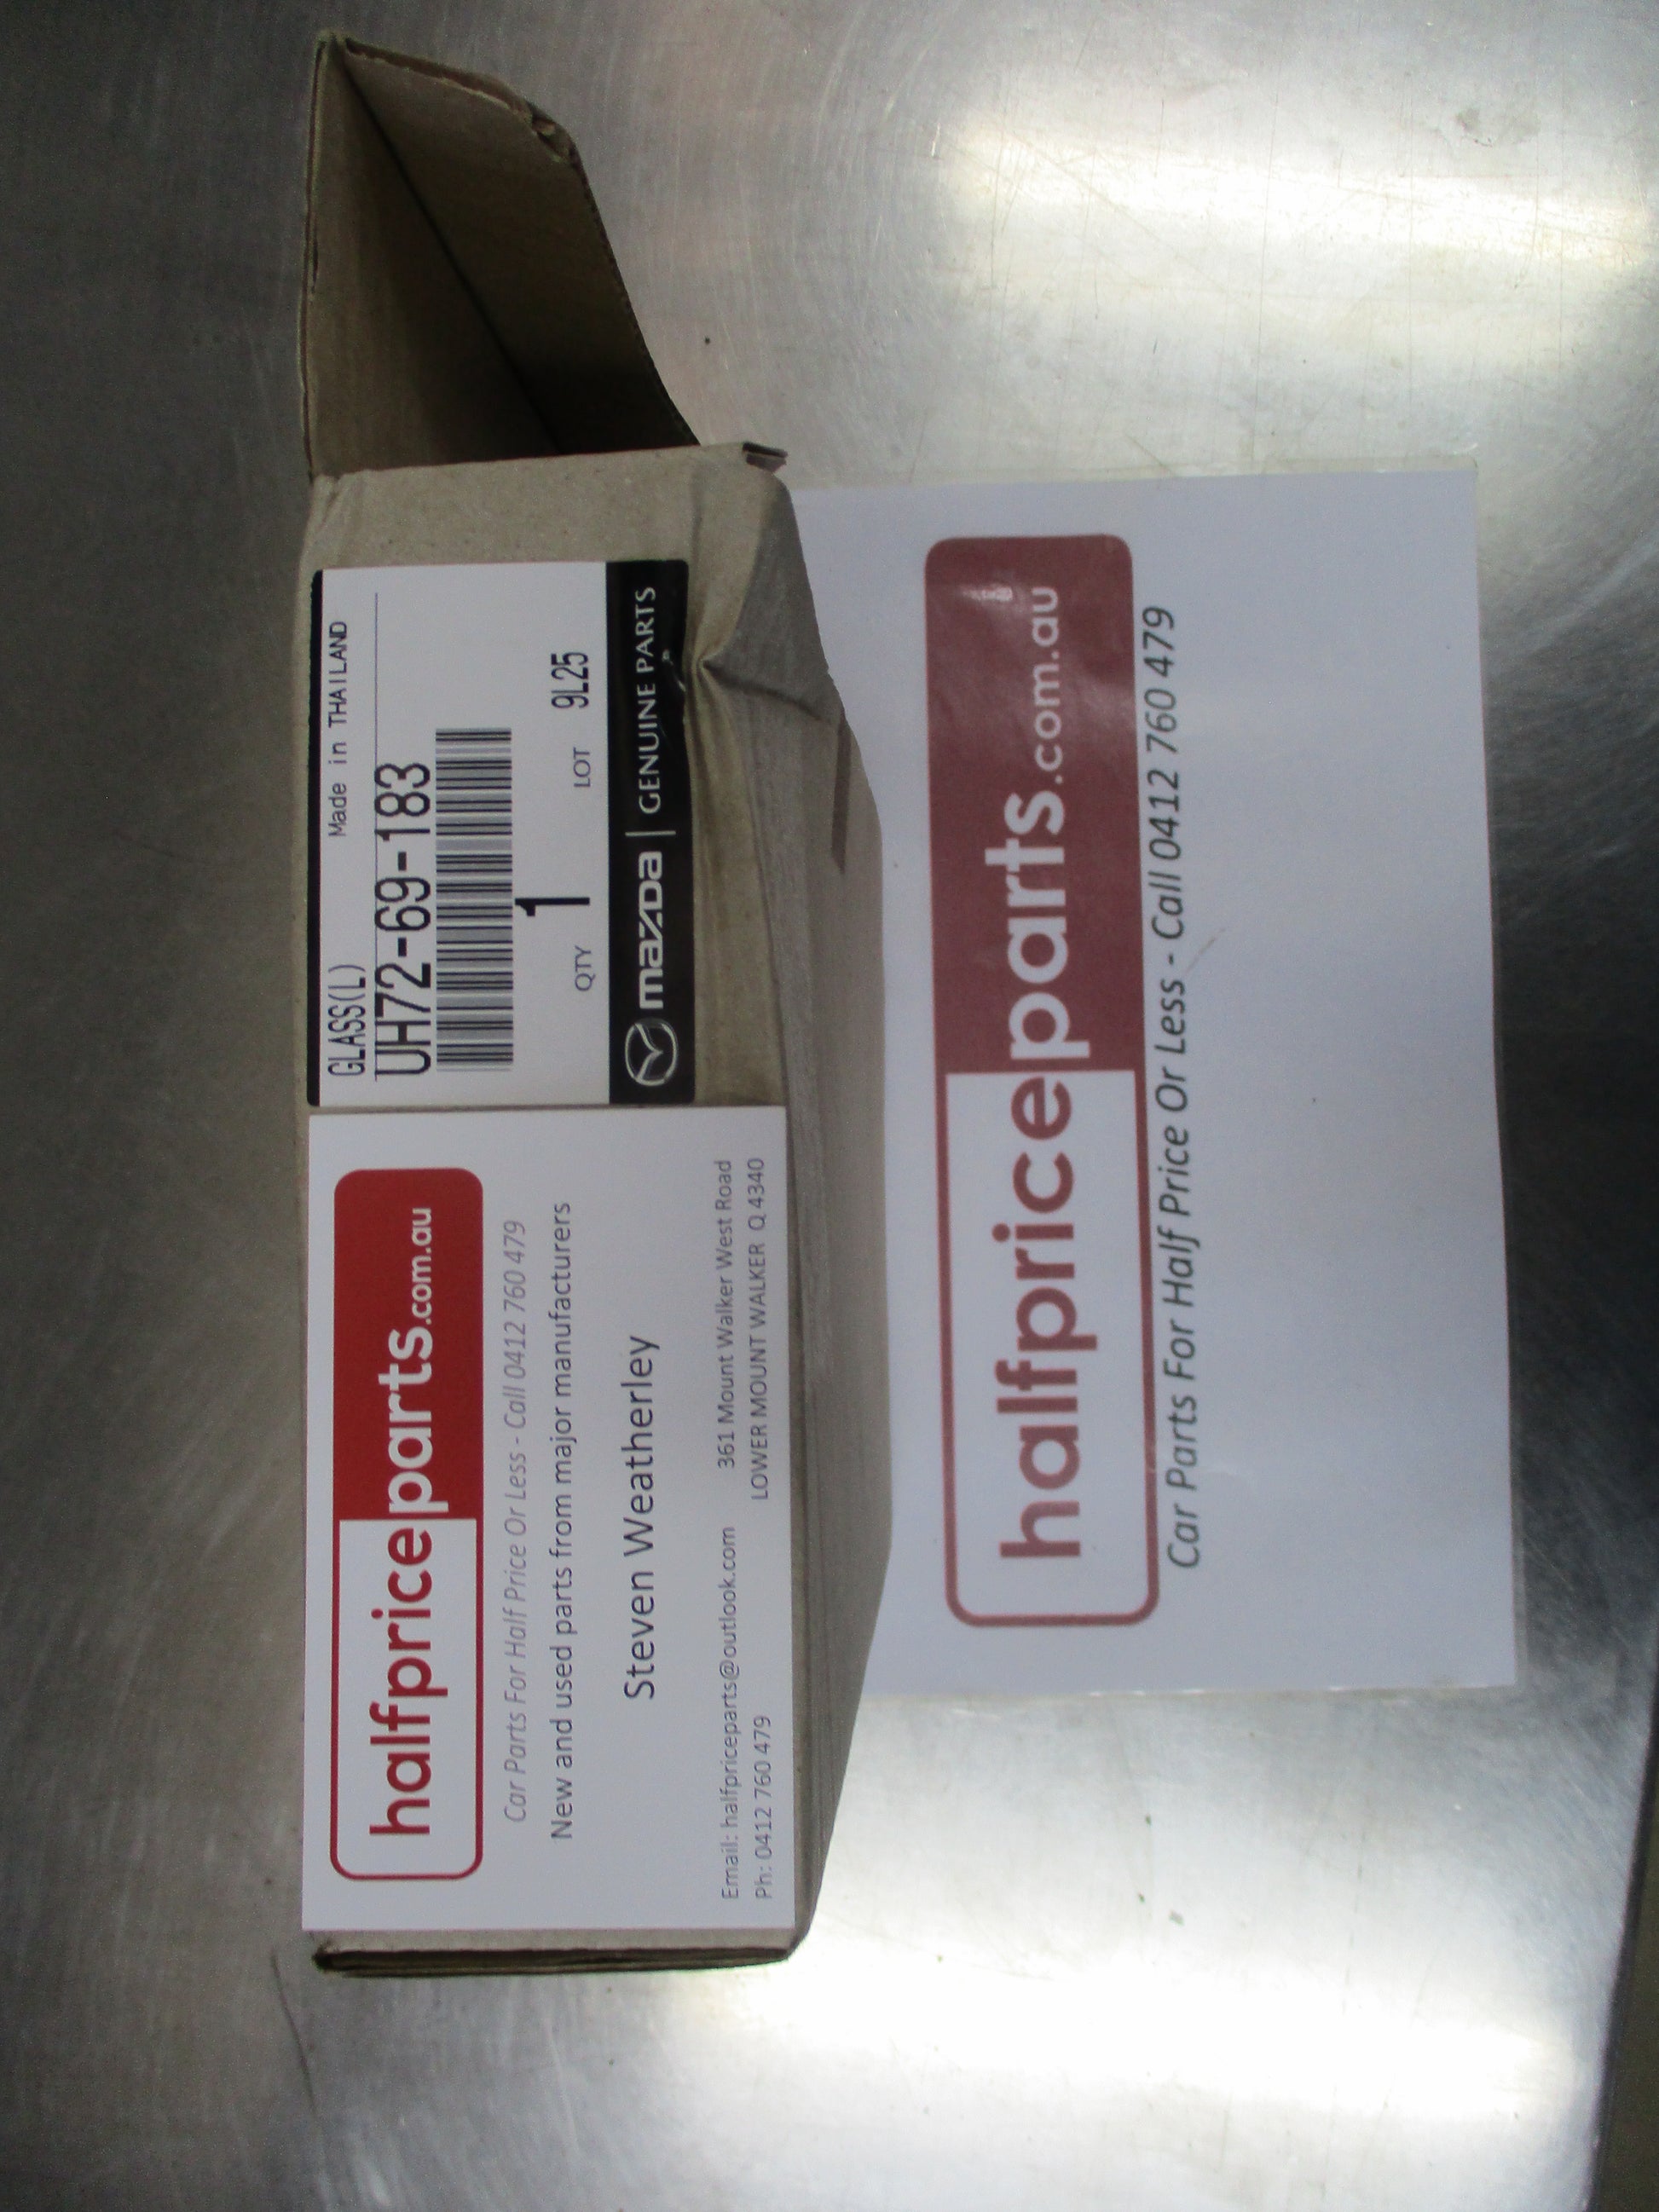 halfpriceparts.com.au
Car Parts For Half Price Or Less - Call 0412 760 479
New and used parts from major manufacturers
Steven Weatherley
Email: halfpriceparts@outlook.com 361 Mount Walker West Road
Ph: 0412 760 479 LOWER MOUNT WALKER Q 4340
GLASS(L) Made in THAILAND
UH72-69-183
QTY 1 LOT 9L25
mazda | GENUINE PARTS
halfpriceparts.com.au
Car Parts For Half Price Or Less - Call 0412 760 479